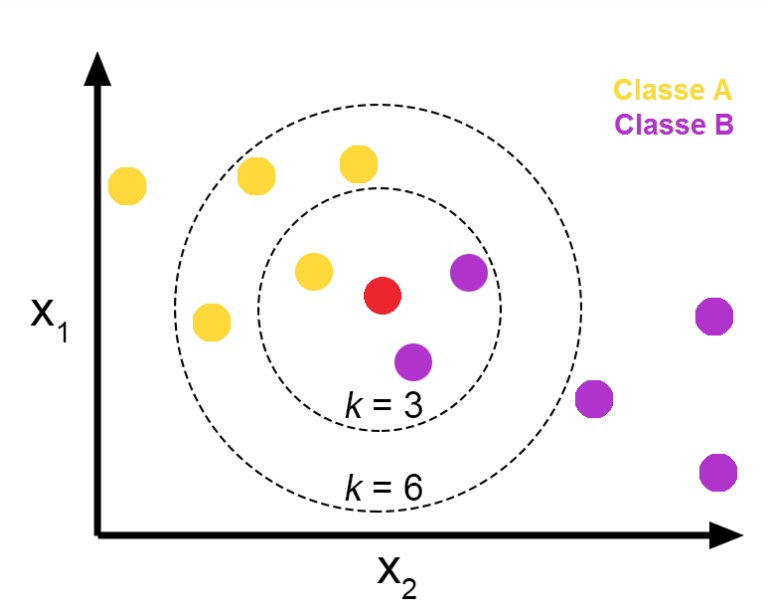 Classe A
Classe B
X₁
k = 3
k = 6
X₂